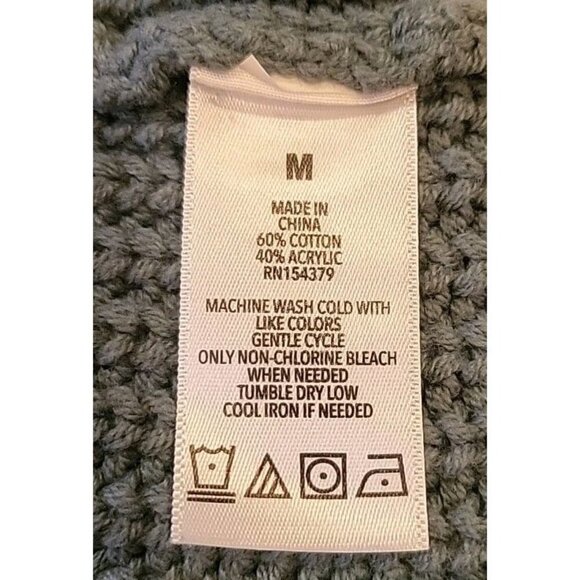 M
MADE IN
CHINA
60% COTTON
40% ACRYLIC
RN154379
MACHINE WASH COLD WITH
LIKE COLORS
GENTLE CYCLE
ONLY NON-CHLORINE BLEACH
WHEN NEEDED
TUMBLE DRY LOW
COOL IRON IF NEEDED